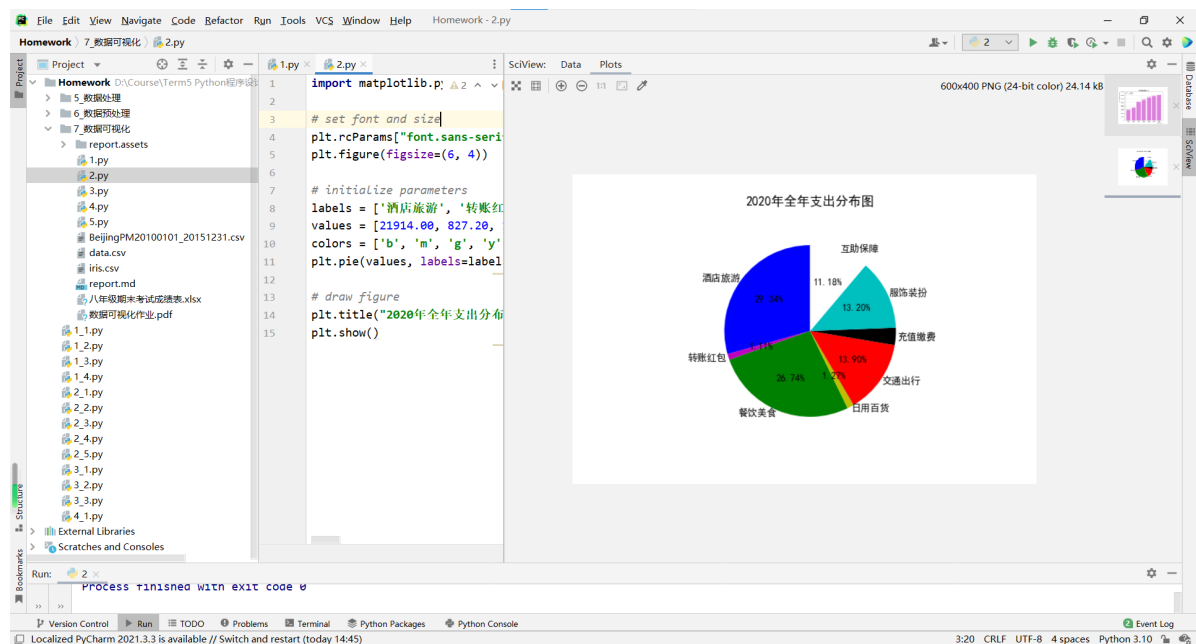 File Edit View Navigate Code Refactor Run Tools VCS Window Help Homework - 2.py
Homework 7_数据可视化 2.py
2
Project
Project
Homework D:\Course\Term5 Python程序设
5_数据处理
6_数据预处理
7_数据可视化
report.assets
1.py
2.py
3.py
4.py
5.py
BeijingPM20100101_20151231.csv
data.csv
iris.csv
report.md
八年级期末考试成绩表.xlsx
数据可视化作业.pdf
1_1.py
1_2.py
1_3.py
1_4.py
2_1.py
2_2.py
2_3.py
2_4.py
2_5.py
3_1.py
3_2.py
3_3.py
4_1.py
External Libraries
Scratches and Consoles
Structure
Bookmarks
1.py 2.py
1 import matplotlib.py
2 2
3 # set font and size
4 plt.rcParams["font.sans-seri
5 plt.figure(figsize=(6, 4))
6
7 # initialize parameters
8 labels = ['酒店旅游', '转账红
9 values = [21914.00, 827.20,
10 colors = ['b', 'm', 'g', 'y'
11 plt.pie(values, labels=label
12
13 # draw figure
14 plt.title("2020年全年支出分布
15 plt.show()
SciView: Data Plots
1:1
600x400 PNG (24-bit color) 24.14 kB
2020年全年支出分布图
互助保障
11.18%
酒店旅游
服饰装扮
13.20%
充值缴费
转账红包
13.90%
26.74%
交通出行
日用百货
餐饮美食
Database
SciView
Run: 2
Process finished with exit code 0
Version Control Run TODO Problems Terminal Python Packages Python Console 2 Event Log
Localized PyCharm 2021.3.3 is available // Switch and restart (today 14:45) 3:20 CRLF UTF-8 4 spaces Python 3.10